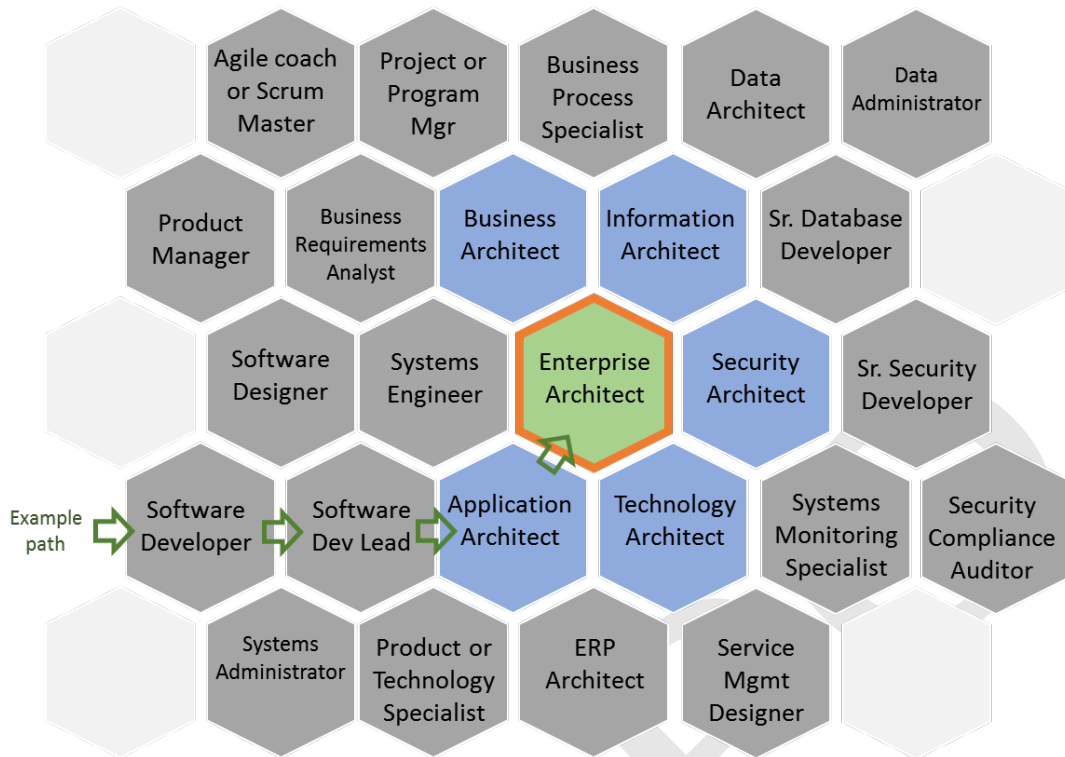 Agile coach
or Scrum
Master
Project or
Program
Mgr
Business
Process
Specialist
Data
Architect
Data
Administrator
Product
Manager
Business
Requirements
Analyst
Business
Architect
Information
Architect
Sr. Database
Developer
Software
Designer
Systems
Engineer
Enterprise
Architect
Security
Architect
Sr. Security
Developer
Example
path
Software
Developer
Software
Dev Lead
Application
Architect
Technology
Architect
Systems
Monitoring
Specialist
Security
Compliance
Auditor
Systems
Administrator
Product or
Technology
Specialist
ERP
Architect
Service
Mgmt
Designer